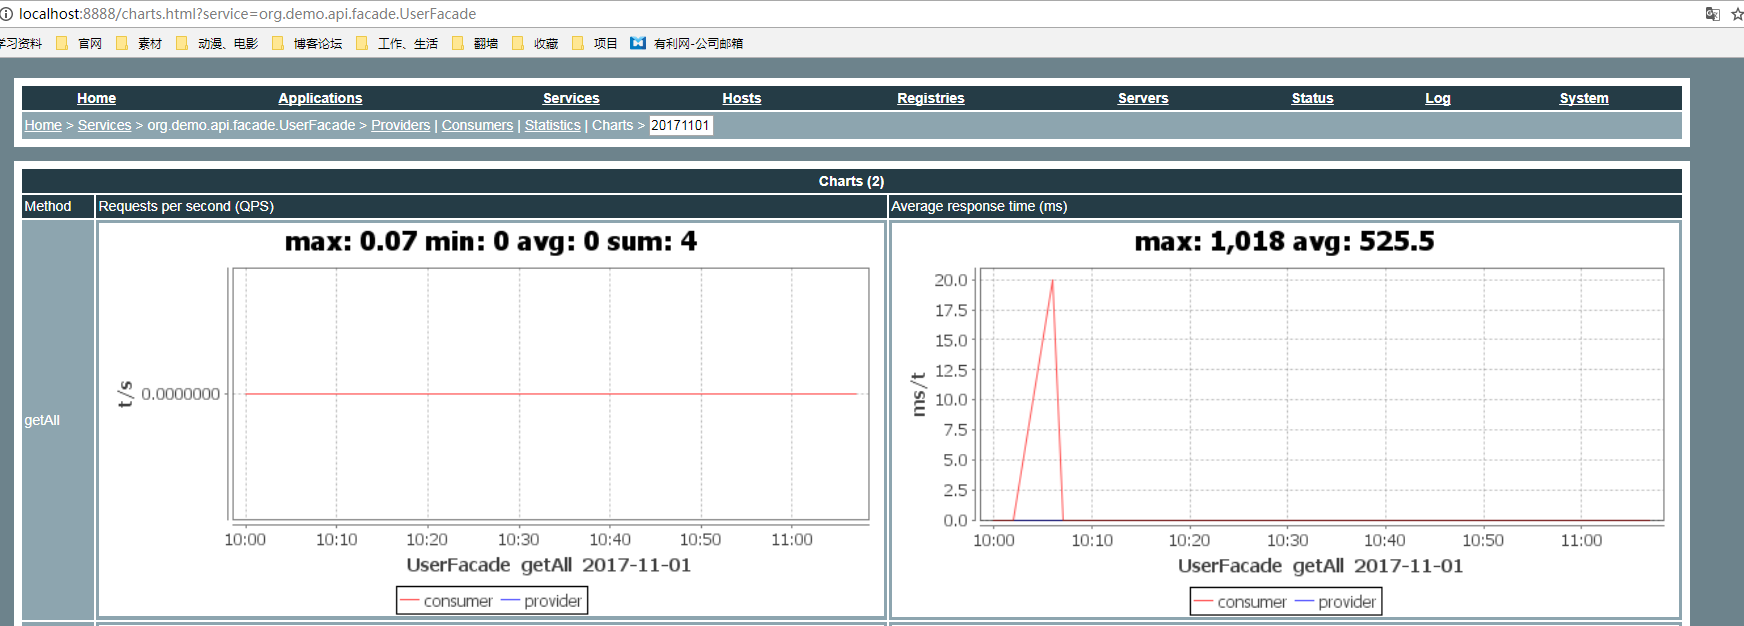 localhost:8888/charts.html?service=org.demo.api.facade.UserFacade
学习资料 官网 素材 动漫、电影 博客论坛 工作、生活 翻墙 收藏 项目 有利网-公司邮箱
Home Applications Services Hosts Registries Servers Status Log System
Home > Services > org.demo.api.facade.UserFacade > Providers | Consumers | Statistics | Charts > 20171101
Charts (2)
Method Requests per second (QPS) Average response time (ms)
getAll
max: 0.07 min: 0 avg: 0 sum: 4
t/s
0.0000000
10:00 10:10 10:20 10:30 10:40 10:50 11:00
UserFacade getAll 2017-11-01
consumer provider
max: 1,018 avg: 525.5
ms/t
20.0
17.5
15.0
12.5
10.0
7.5
5.0
2.5
0.0
10:00 10:10 10:20 10:30 10:40 10:50 11:00
UserFacade getAll 2017-11-01
consumer provider